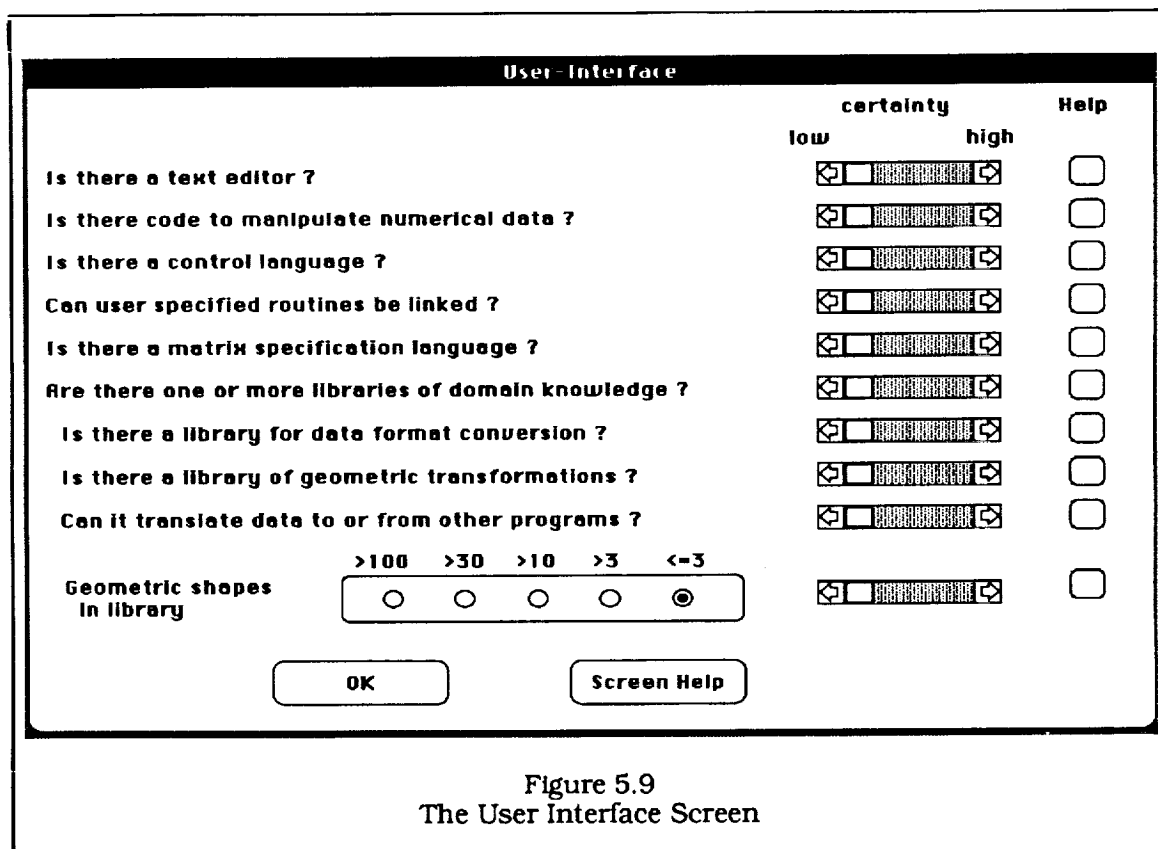 User-Interface
certainty Help
low high
Is there a text editor ?
Is there code to manipulate numerical data ?
Is there a control language ?
Can user specified routines be linked ?
Is there a matrix specification language ?
Are there one or more libraries of domain knowledge ?
Is there a library for data format conversion ?
Is there a library of geometric transformations ?
Can it translate data to or from other programs ?
>100 >30 >10 >3 <=3
Geometric shapes
in library
OK Screen Help
Figure 5.9
The User Interface Screen